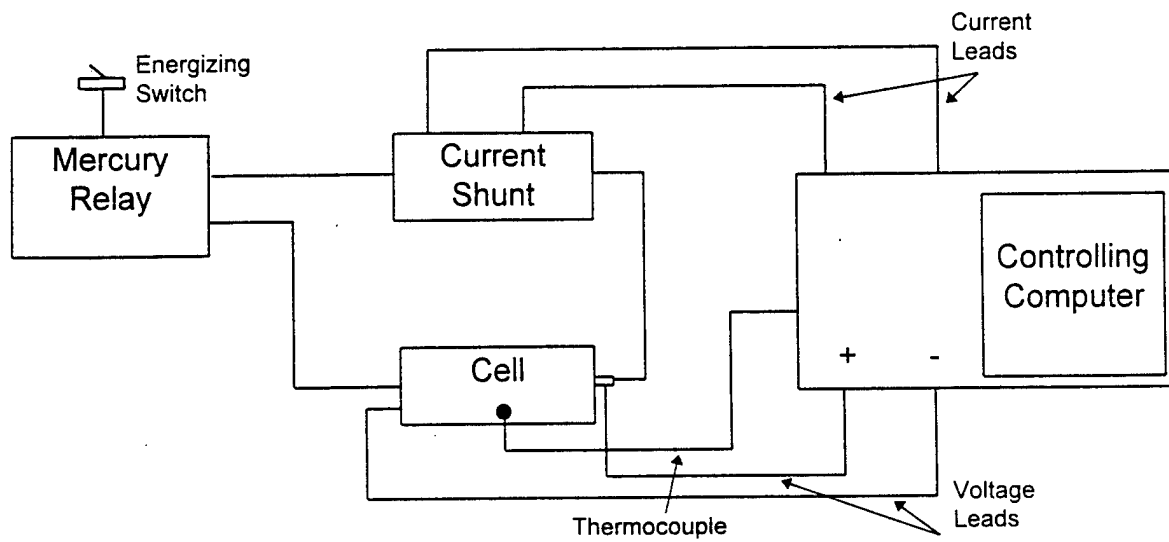 Current
Leads
Energizing
Switch
Mercury
Relay
Current
Shunt
Controlling
Computer
+ -
Cell
Thermocouple
Voltage
Leads